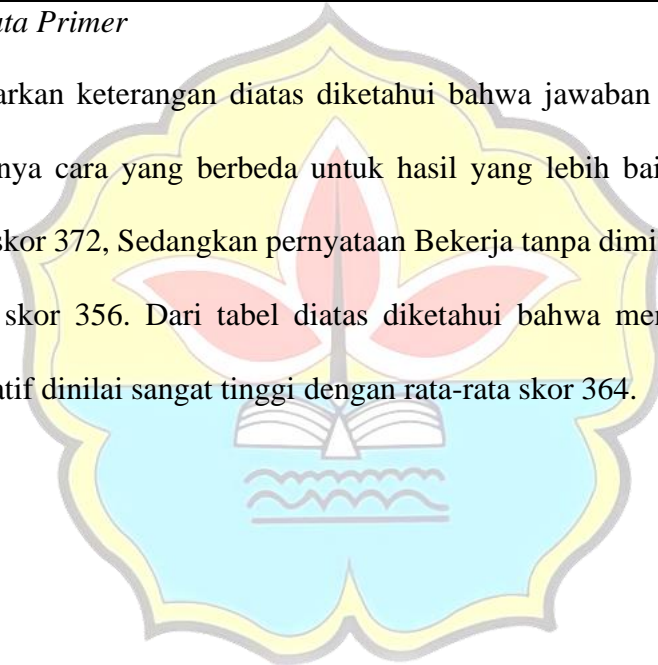 ata Primer
arkan keterangan diatas diketahui bahwa jawaban
nya cara yang berbeda untuk hasil yang lebih bai
skor 372, Sedangkan pernyataan Bekerja tanpa dimi
skor 356. Dari tabel diatas diketahui bahwa mer
atif dinilai sangat tinggi dengan rata-rata skor 364.